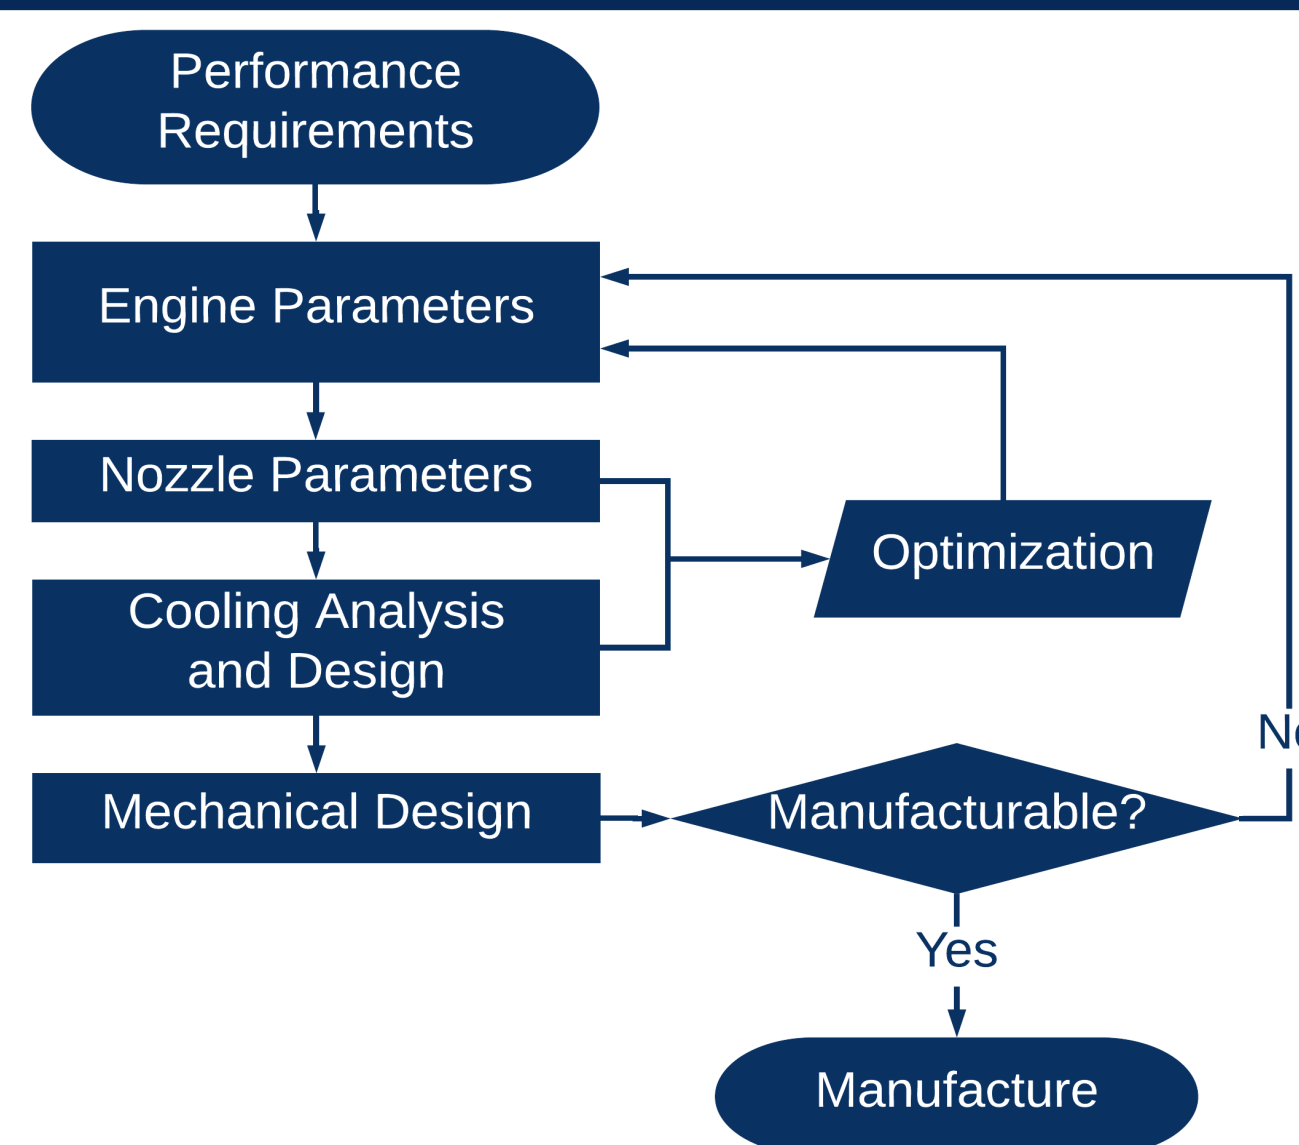 Performance
Requirements
Engine Parameters
Nozzle Parameters
Optimization
Cooling Analysis
and Design
Mechanical Design
Manufacturable?
Yes
Manufacture